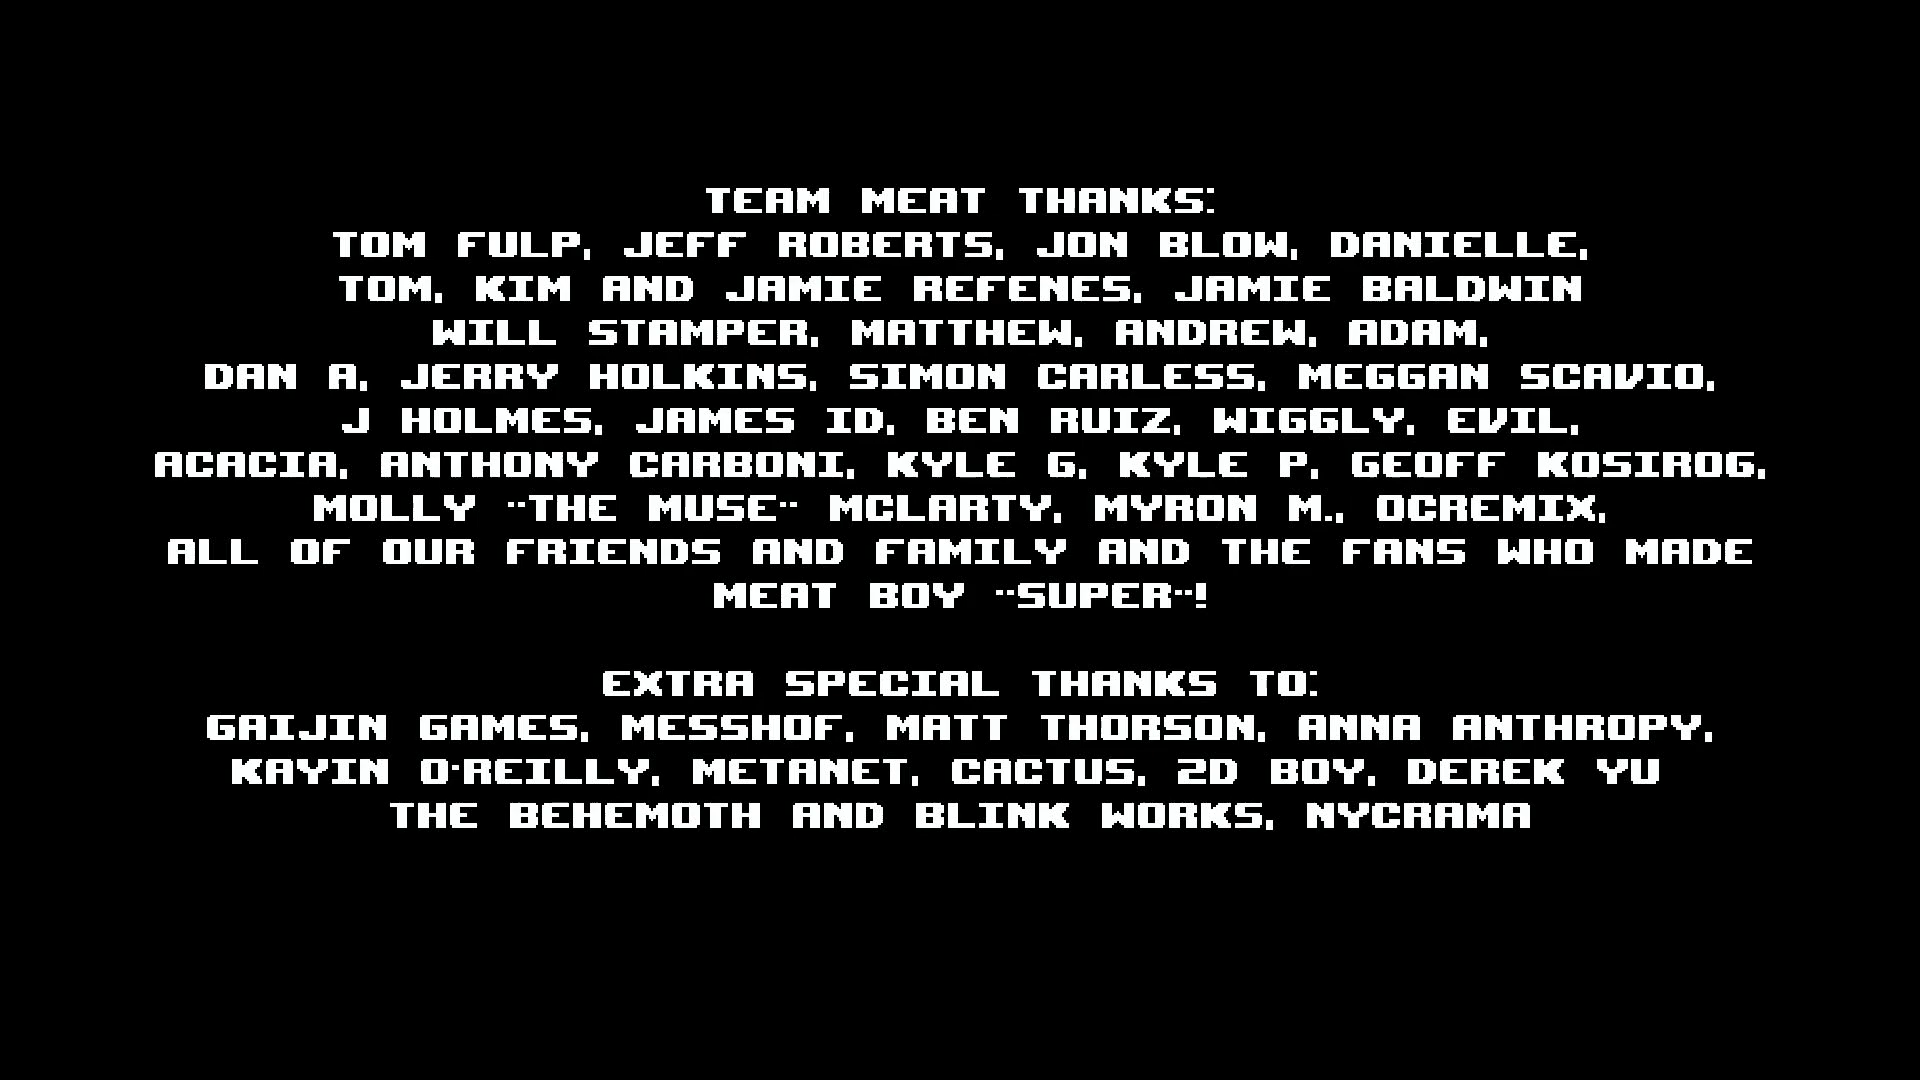 TEAM MEAT THANKS:
TOM FULP, JEFF ROBERTS, JON BLOW, DANIELLE,
TOM, KIM AND JAMIE REFENES, JAMIE BALDWIN
WILL STAMPER, MATTHEW, ANDREW, ADAM,
DAN A, JERRY HOLKINS, SIMON CARLESS, MEGGAN SCAVIO,
J HOLMES, JAMES ID, BEN RUIZ, WIGGLY, EVIL,
ACACIA, ANTHONY CARBONI, KYLE G, KYLE P, GEOFF KOSIROG,
MOLLY "THE MUSE" MCLARTY, MYRON M., OCREMIX,
ALL OF OUR FRIENDS AND FAMILY AND THE FANS WHO MADE
MEAT BOY "SUPER"!
EXTRA SPECIAL THANKS TO:
GAIJIN GAMES, MESSHOF, MATT THORSON, ANNA ANTHROPY,
KAYIN O'REILLY, METANET, CACTUS, 2D BOY, DEREK YU
THE BEHEMOTH AND BLINK WORKS, NYCRAMA